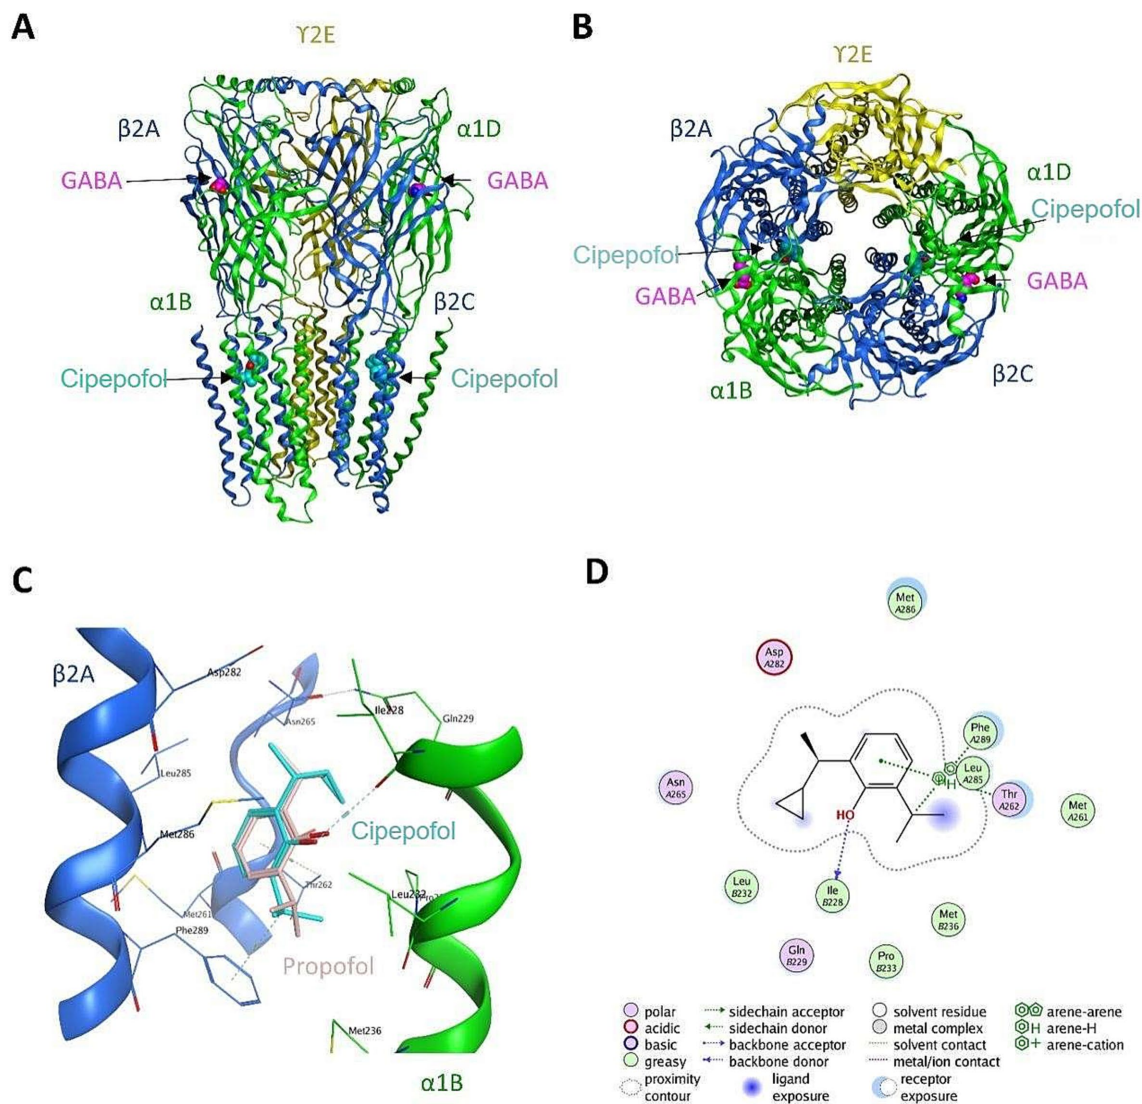 A
ϒ2E
β2A
α1D
GABA
GABA
α1B
β2C
Cipepofol
Cipepofol
B
ϒ2E
β2A
α1D
Cipepofol
Cipepofol
GABA
GABA
α1B
β2C
C
β2A
Asp282
Asn265
Ile228
Gln229
Leu285
Met286
Cipepofol
Thr262
Leu232
Met261
Phe289
Propofol
Met236
α1B
D
Met
A286
Asp
A282
Phe
A289
Leu
A285
H
Asn
A265
Thr
A262
Met
A261
HO
Leu
B232
Ile
B228
Met
B236
Gln
B229
Pro
B233
polar
acidic
basic
greasy
proximity
contour
sidechain acceptor
sidechain donor
backbone acceptor
backbone donor
ligand
exposure
solvent residue
metal complex
solvent contact
metal/ion contact
receptor
exposure
arene-arene
H arene-H
+ arene-cation